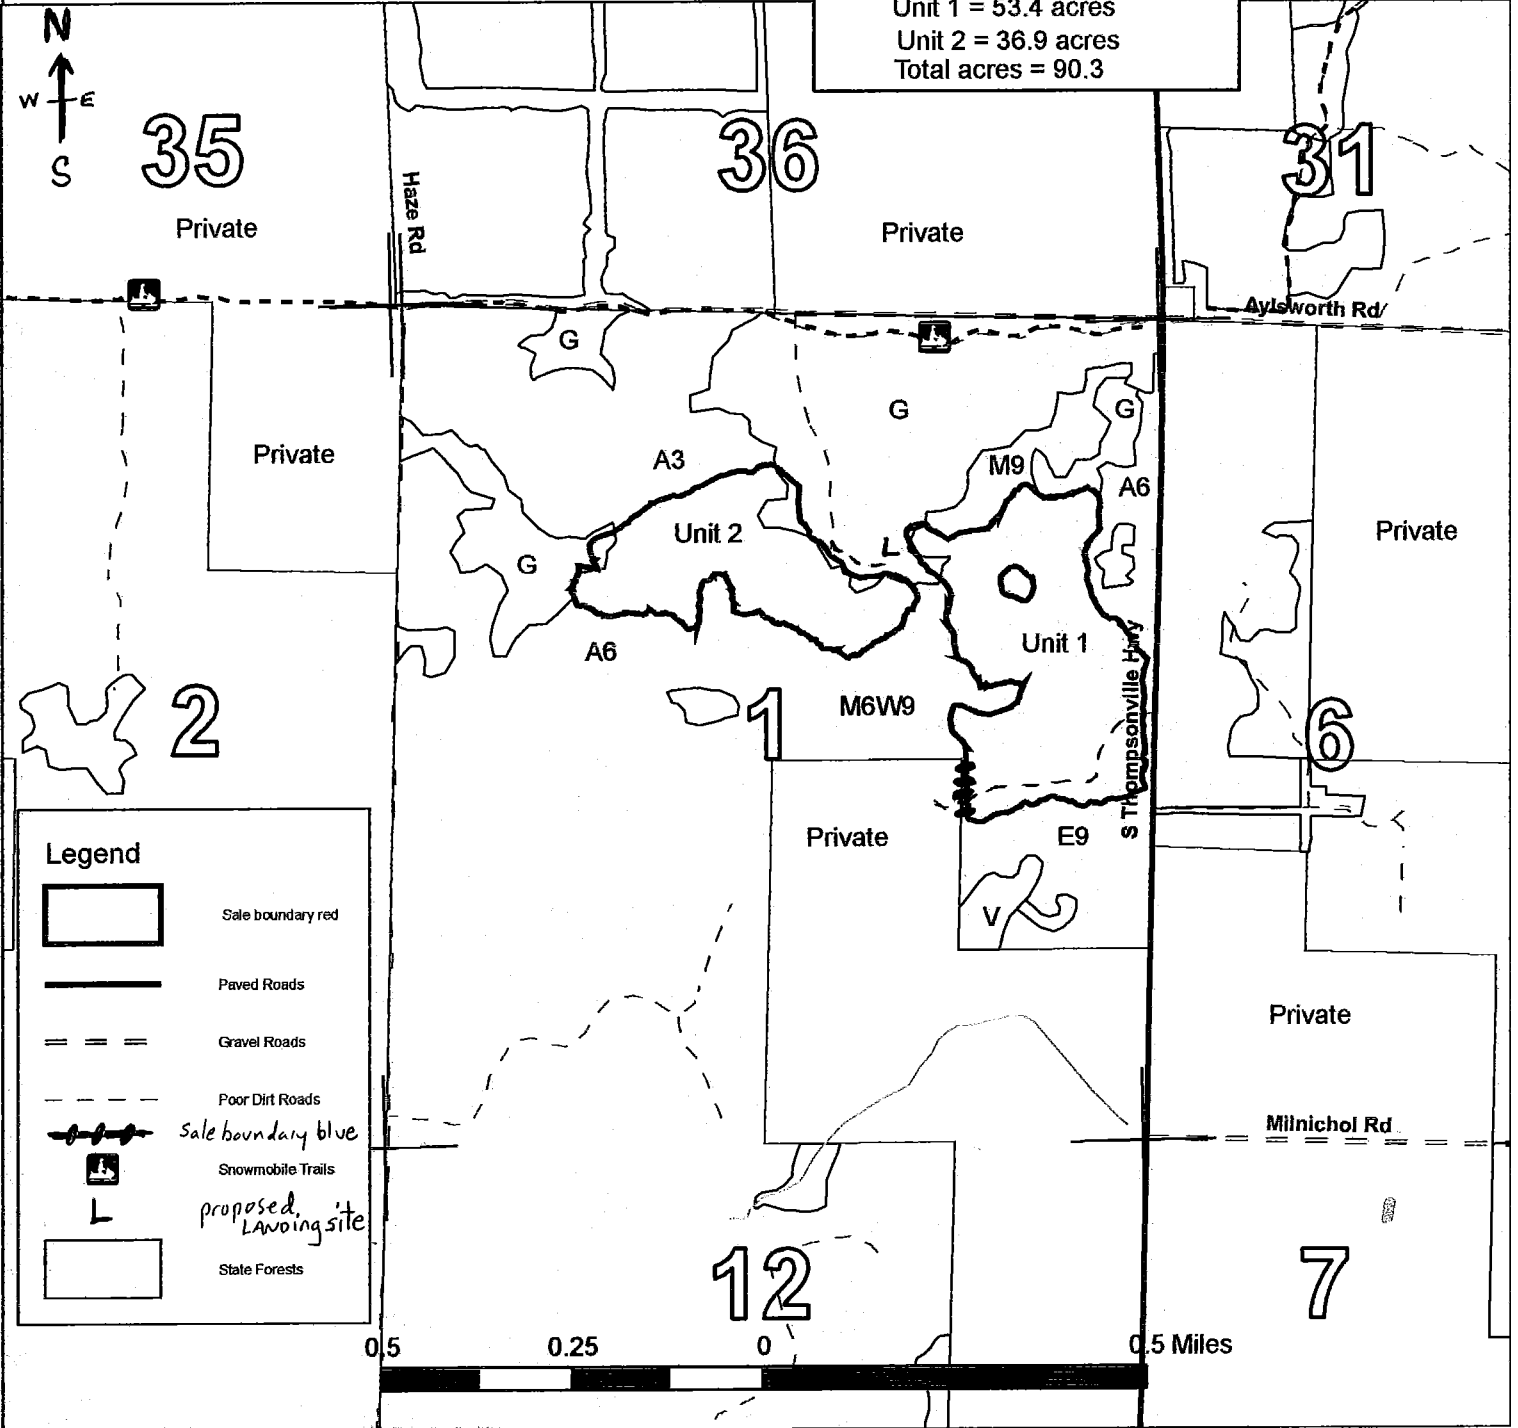 Unit 1 = 53.4 acres
Unit 2 = 36.9 acres
Total acres = 90.3
N
W E
S
35
36
31
Haze Rd
Private
Private
Aylsworth Rd
G
G
G
Private
A3
M9
A6
Unit 2
L
Private
G
Unit 1
A6
S Thompsonville Hwy
2
1
M6W9
6
Private
E9
V
Legend
Sale boundary red
Paved Roads
Gravel Roads
Poor Dirt Roads
Sale boundary blue
Snowmobile Trails
L
proposed
LANDing site
State Forests
Private
Milnichol Rd
12
7
0.5 0.25 0 0.5 Miles